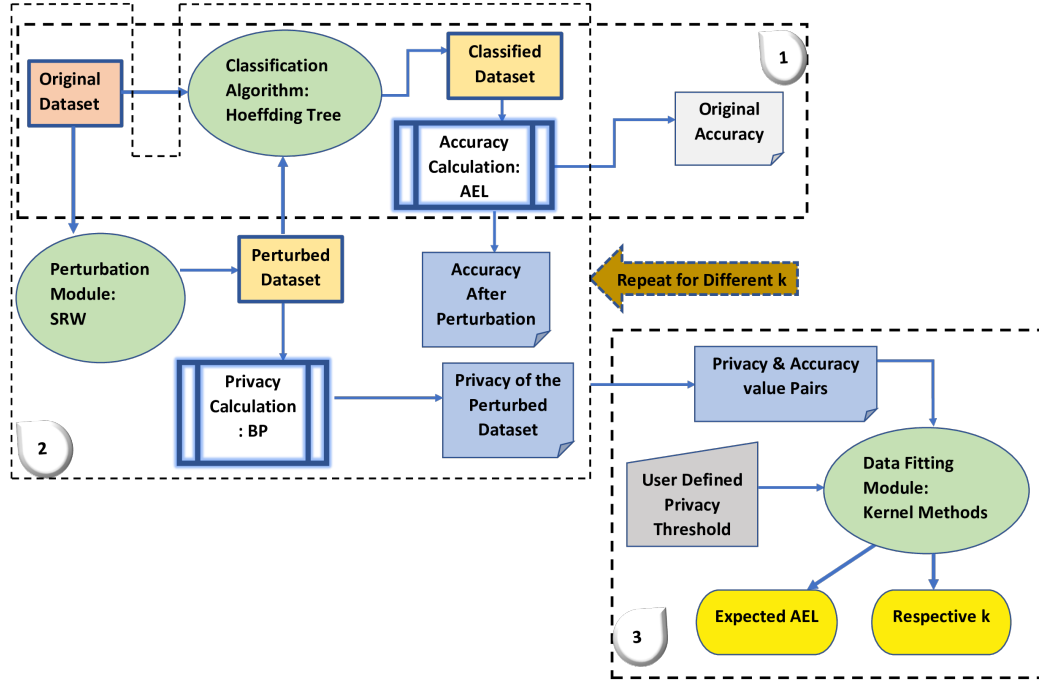 Original
Dataset
Classification
Algorithm:
Hoeffding Tree
Classified
Dataset
1
Original
Accuracy
Accuracy
Calculation:
AEL
Perturbation
Module:
SRW
Perturbed
Dataset
Accuracy
After
Perturbation
Repeat for Different k
Privacy
Calculation
: BP
Privacy of the
Perturbed
Dataset
2
Privacy & Accuracy
value Pairs
User Defined
Privacy
Threshold
Data Fitting
Module:
Kernel Methods
Expected AEL
Respective k
3